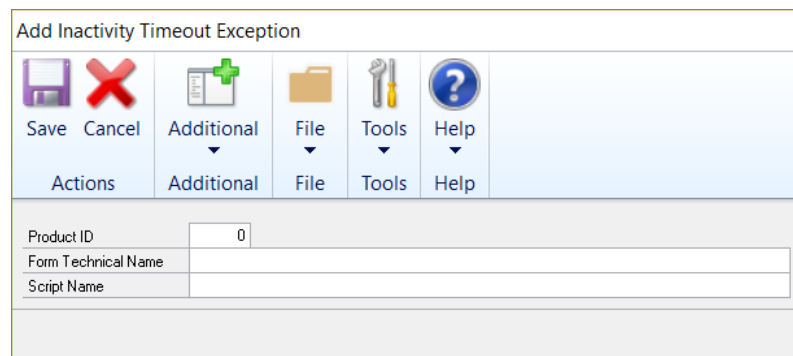 Add Inactivity Timeout Exception
Save Cancel Additional File Tools Help
Actions Additional File Tools Help
Product ID 0
Form Technical Name
Script Name